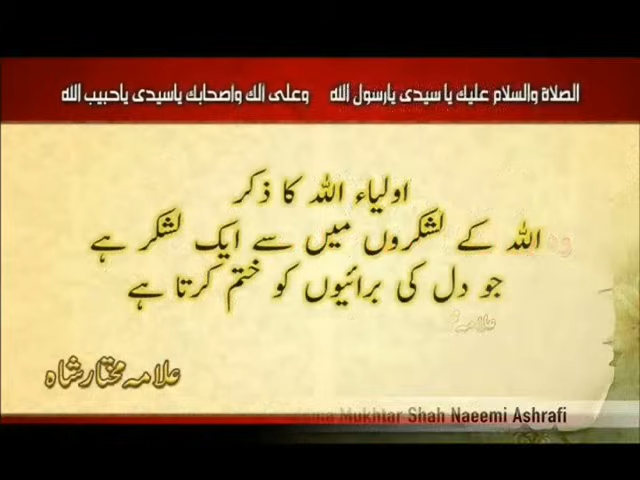 الصلاة والسلام عليك يا سيدى يارسول الله وعلى الك واصحابك ياسيدى ياحبيب الله
اولیاء اللہ کا ذکر
اللہ کے لشکروں میں سے ایک لشکر ہے
جو دل کی برائیوں کو ختم کرتا ہے
علامہ مختار شاہ
Mukhtar Shah Naeemi Ashrafi